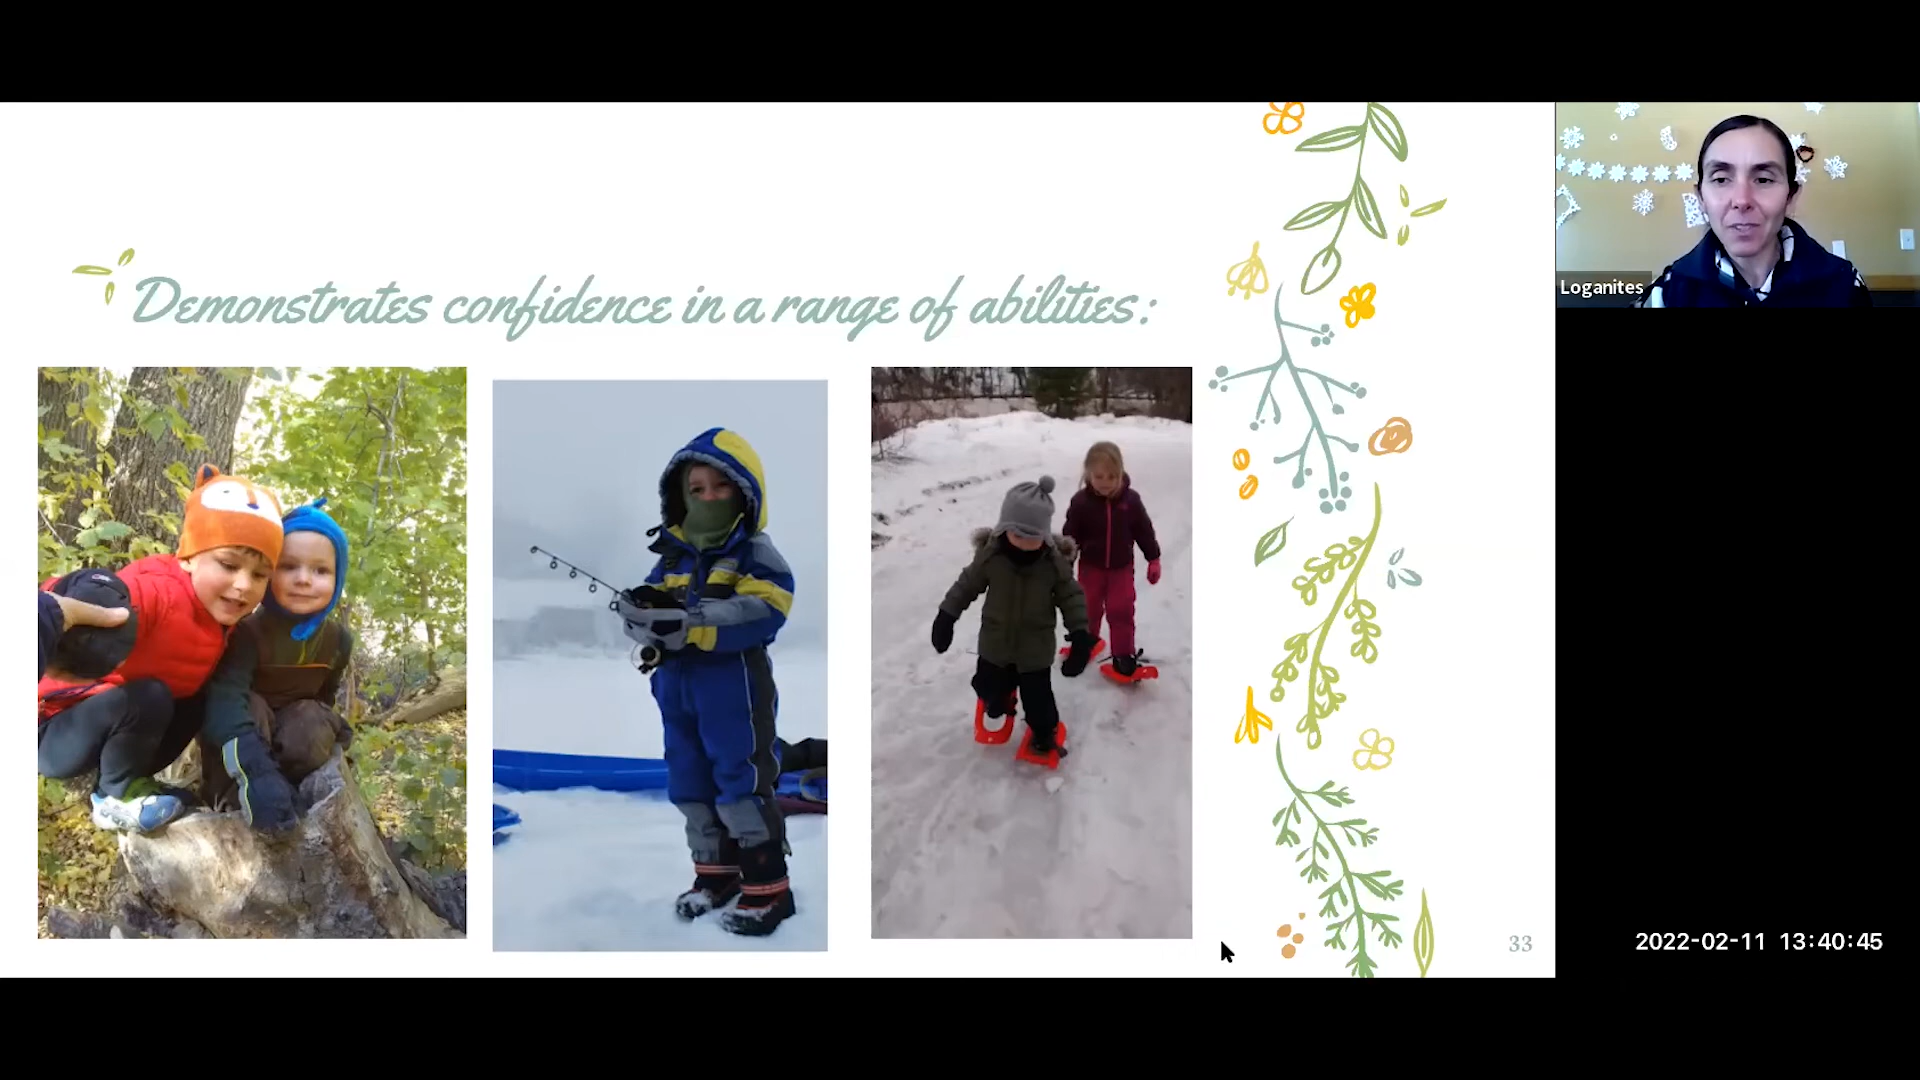 Demonstrates confidence in a range of abilities:
Loganites
33
2022-02-11 13:40:45